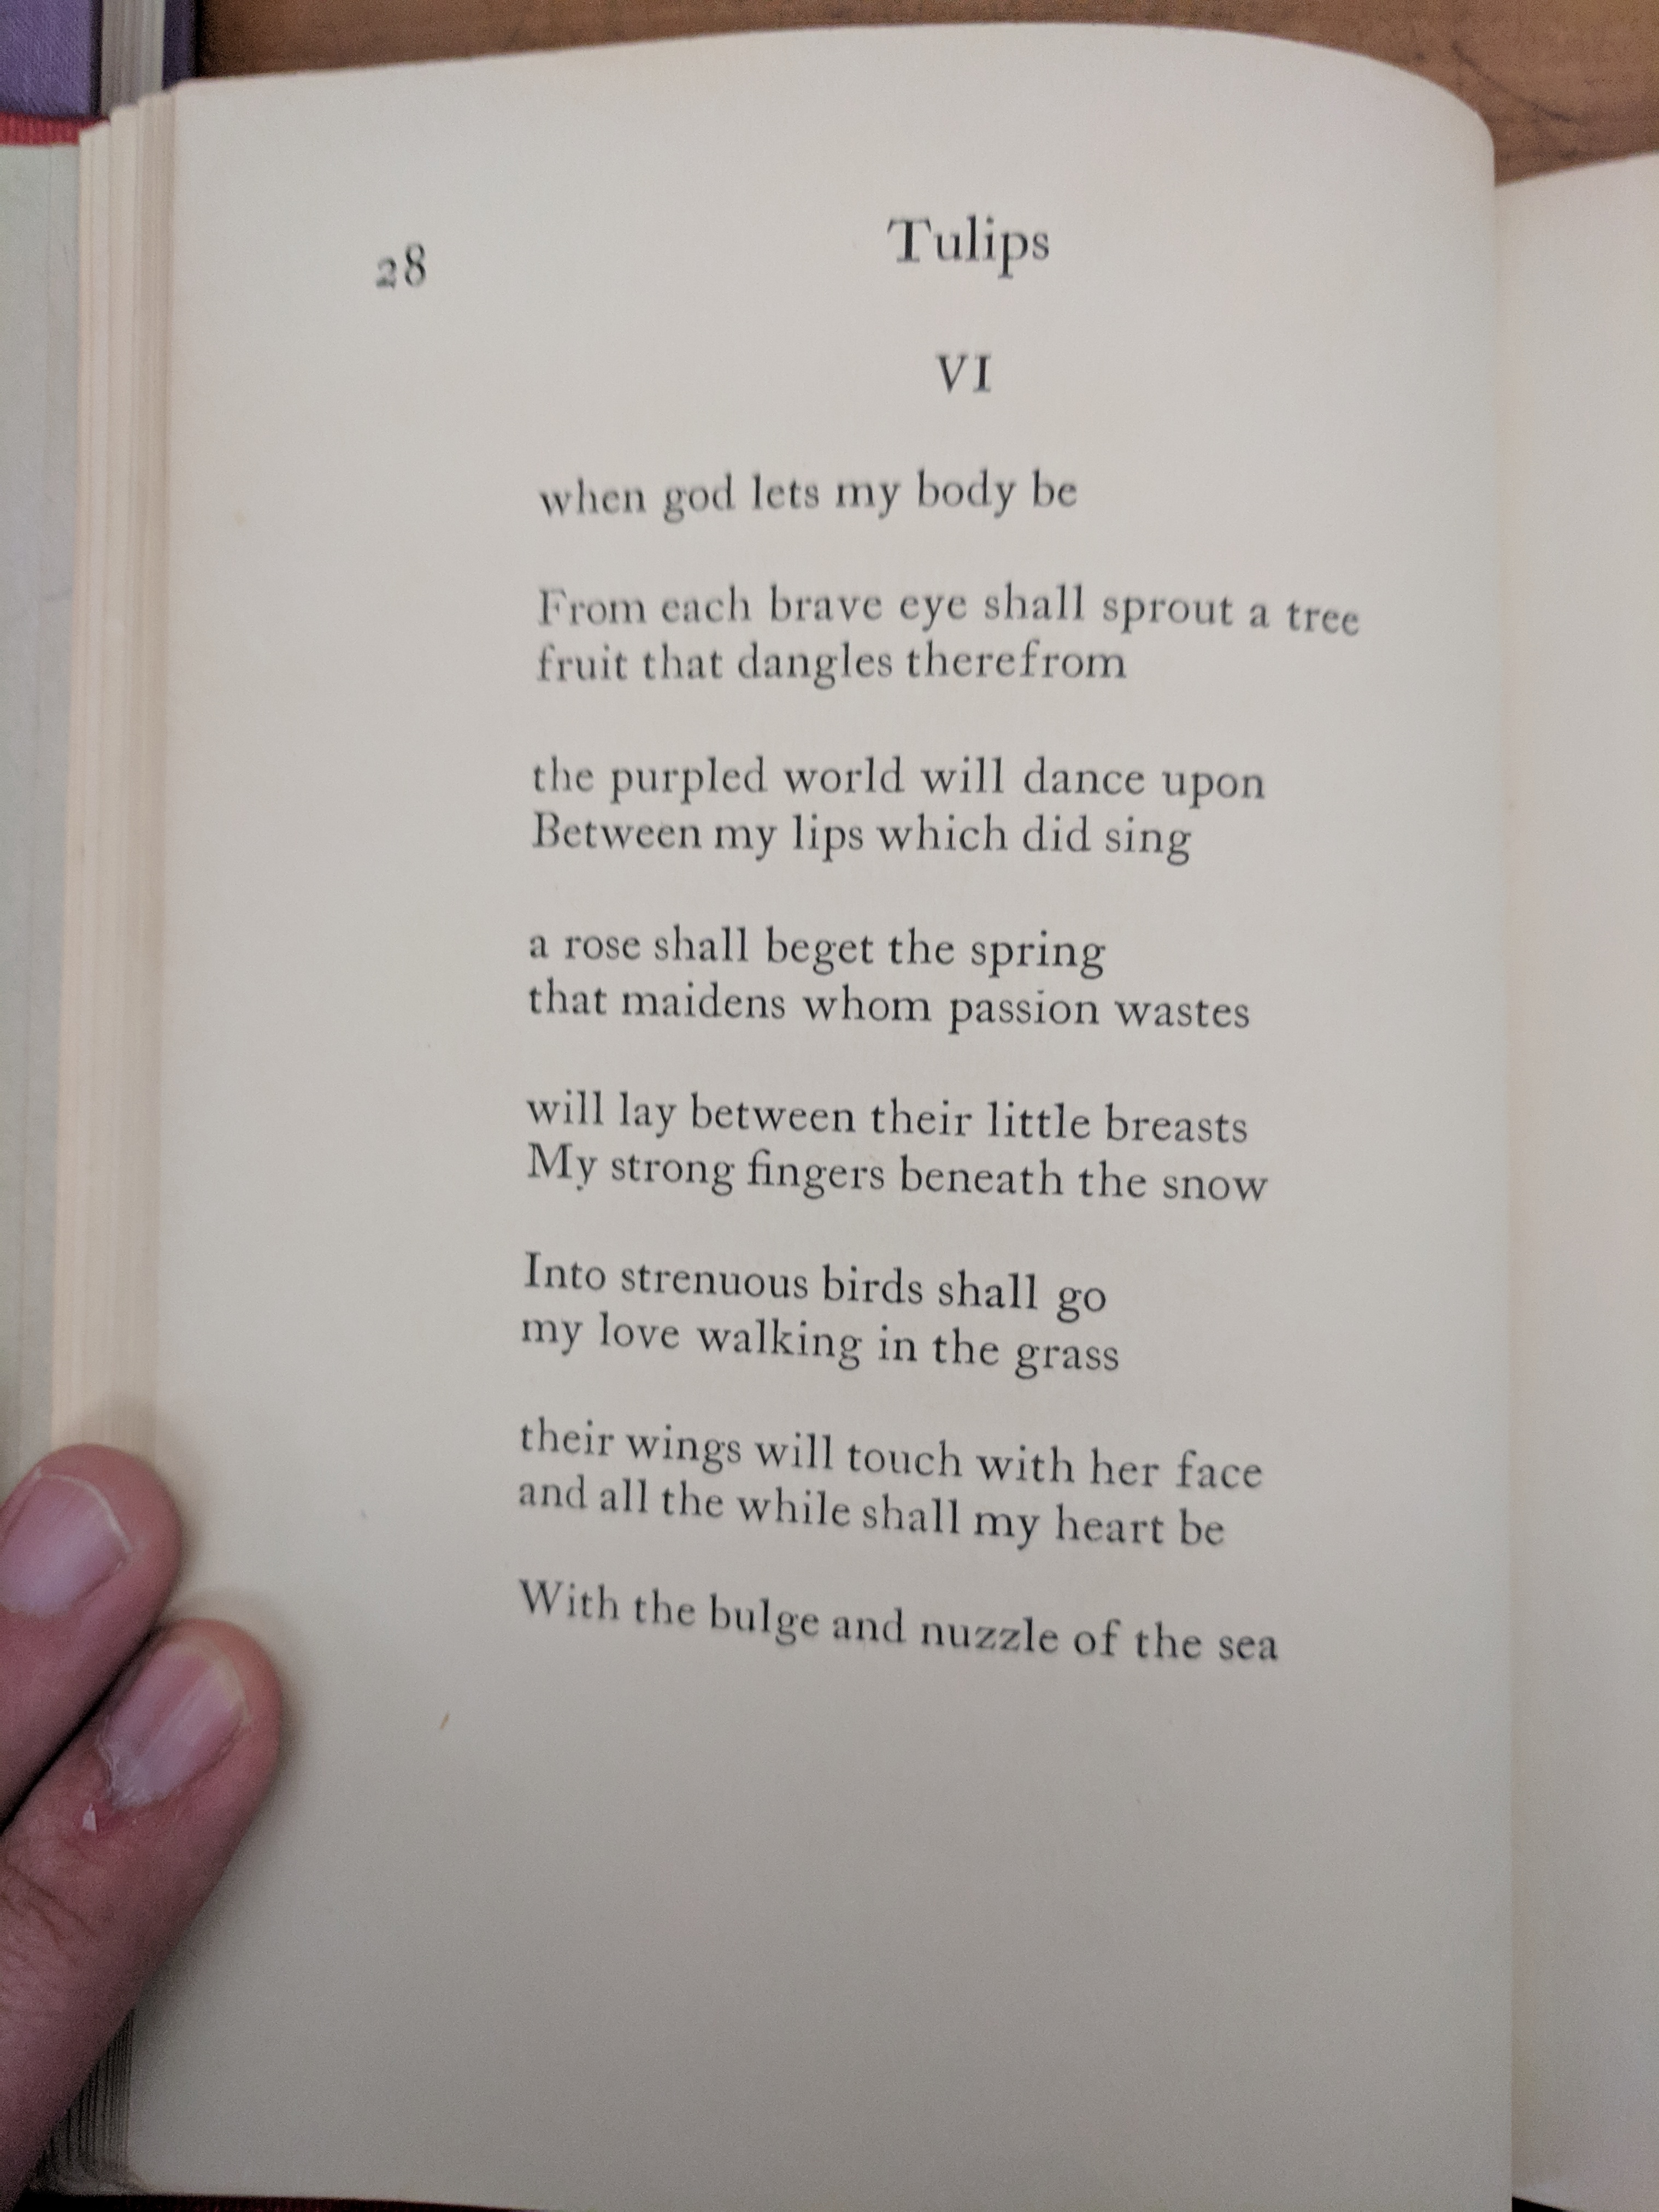 28
Tulips
VI
when god lets my body be
From each brave eye shall sprout a tree
fruit that dangles therefrom
the purpled world will dance upon
Between my lips which did sing
a rose shall beget the spring
that maidens whom passion wastes
will lay between their little breasts
My strong fingers beneath the snow
Into strenuous birds shall go
my love walking in the grass
their wings will touch with her face
and all the while shall my heart be
With the bulge and nuzzle of the sea